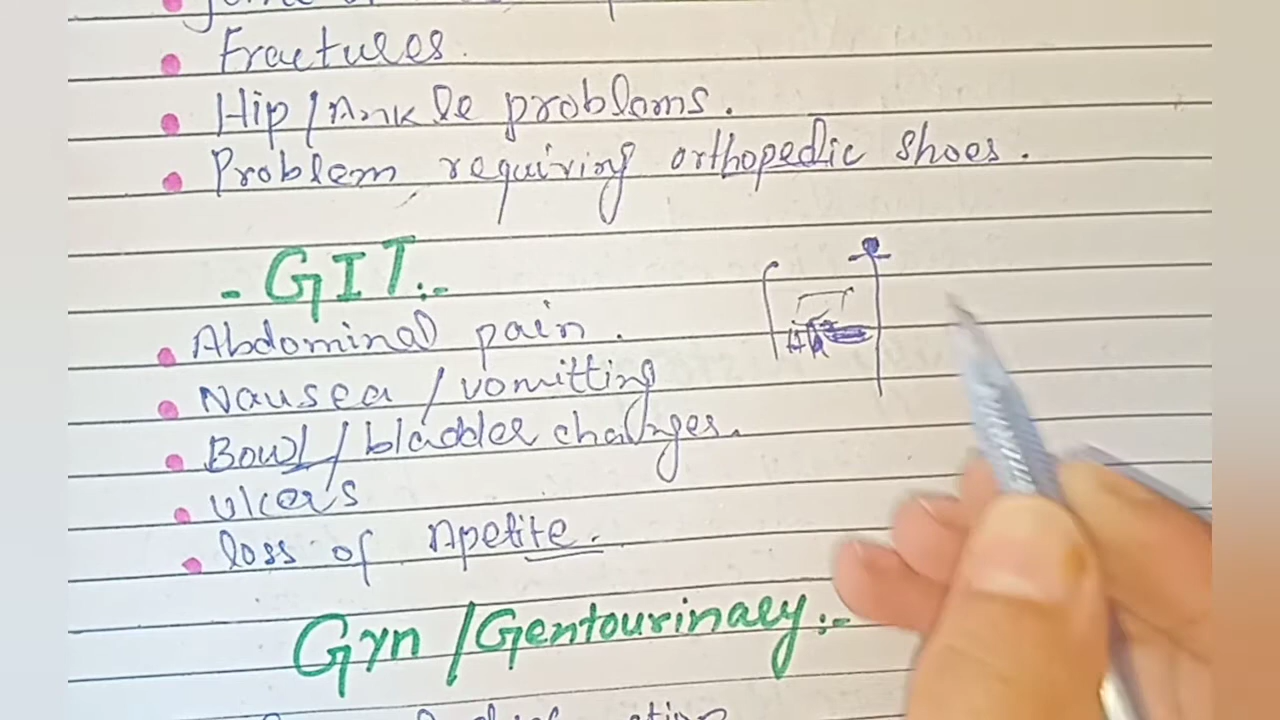 Fractures.
Hip/Ankle problems.
Problem requiring orthopedic shoes.
- GIT:-
Abdominal pain.
Nausea/vomitting
Bowl/bladder changes.
Ulcers
loss of Apetite.
Gyn/Gentourinary:-